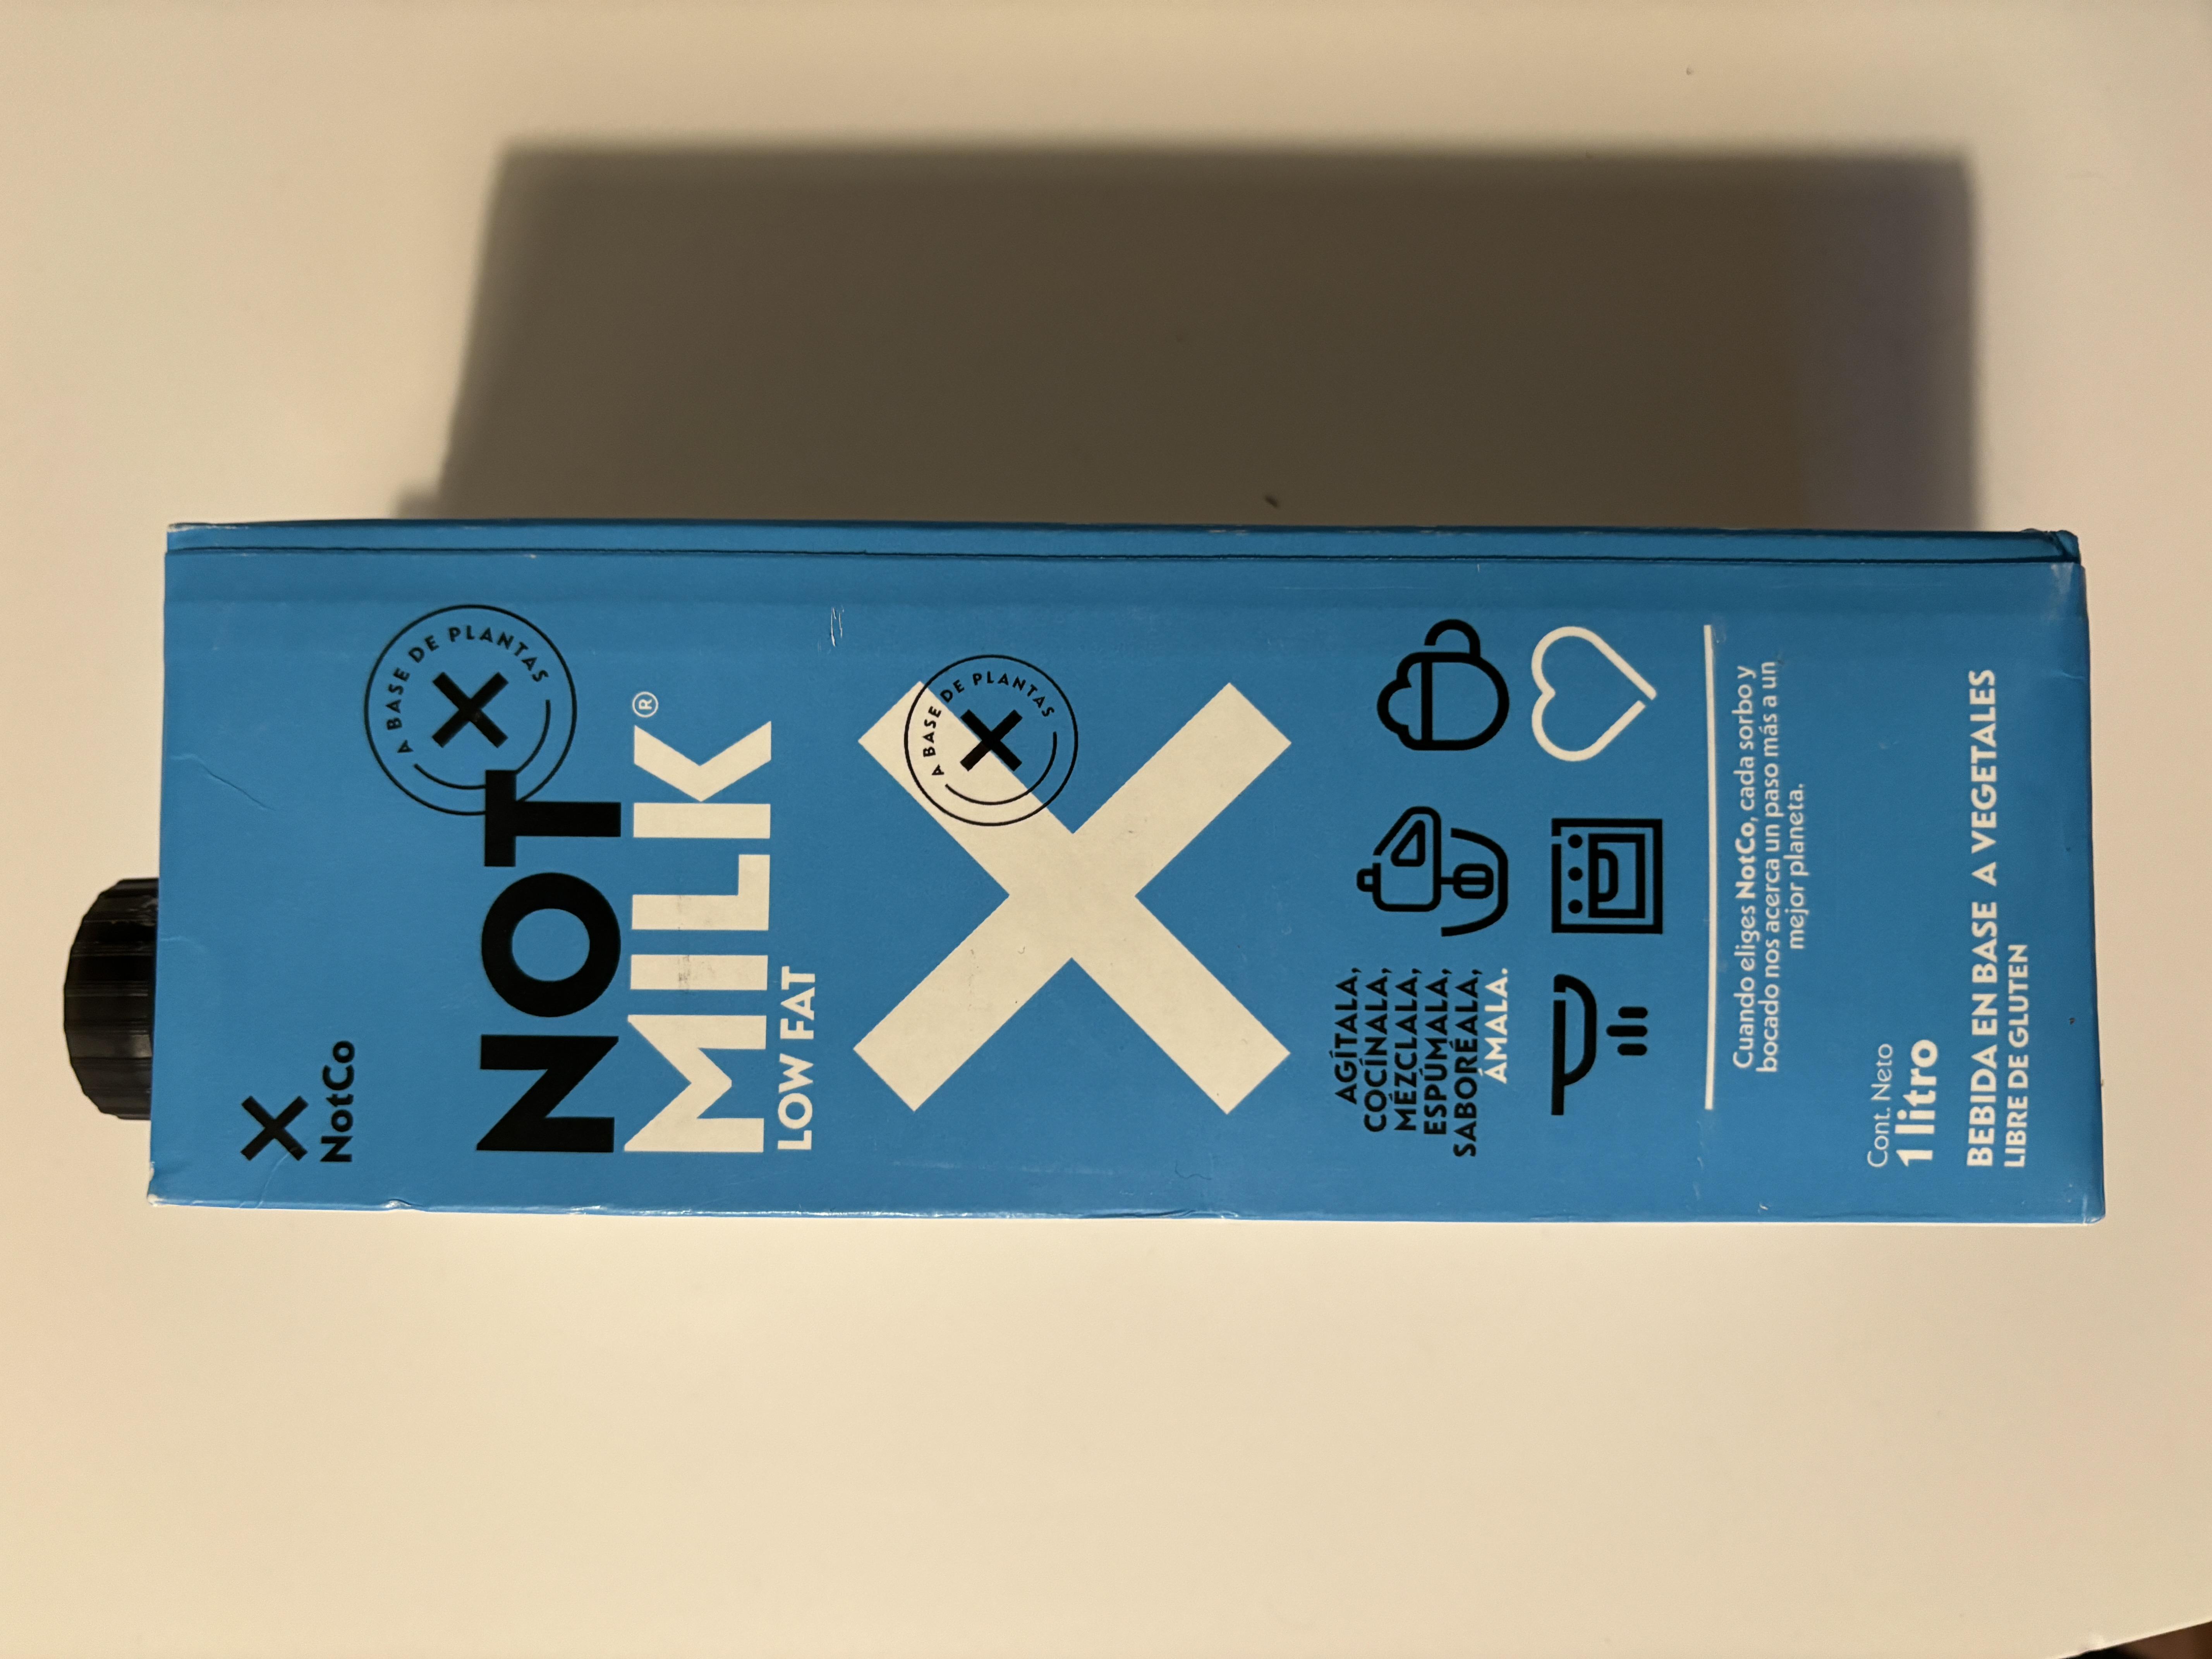 NotCo
A BASE DE PLANTAS
NOT
MILK®
LOW FAT
A BASE DE PLANTAS
AGÍTALA,
COCÍNALA,
MÉZCLALA,
ESPÚMALA,
SABORÉALA,
ÁMALA.
Cuando eliges NotCo, cada sorbo y
bocado nos acerca un paso más a un
mejor planeta.
Cont. Neto
1 litro
BEBIDA EN BASE A VEGETALES
LIBRE DE GLUTEN